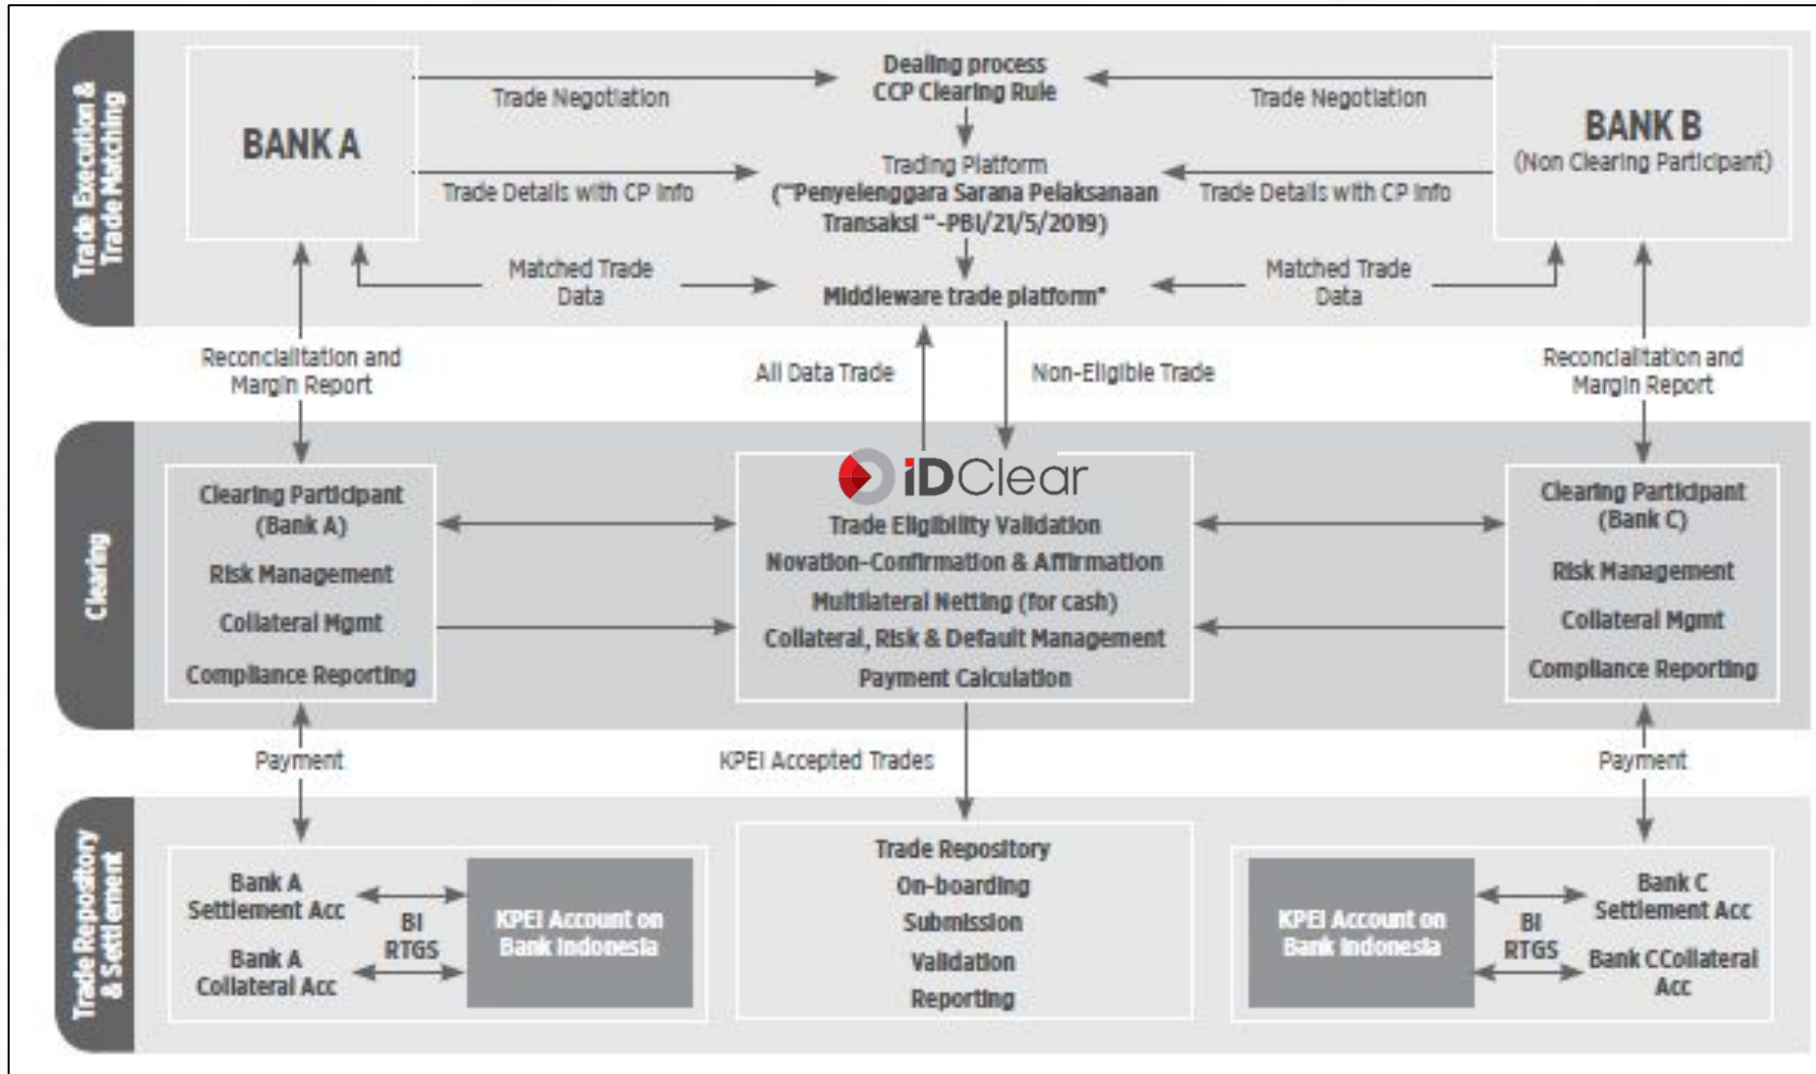 Trade Execution &
Trade Matching
BANK A
Trade Negotiation
Dealing process
CCP Clearing Rule
Trade Negotiation
BANK B
(Non Clearing Participant)
Trade Details with CP Info
Trading Platform
(“Penyelenggara Sarana Pelaksanaan
Transaksi “-PBI/21/5/2019)
Trade Details with CP Info
Matched Trade
Data
Middleware trade platform*
Matched Trade
Data
Reconcialitation and
Margin Report
All Data Trade
Non-Eligible Trade
Reconcialitation and
Margin Report
Clearing
Clearing Participant
(Bank A)
Risk Management
Collateral Mgmt
Compliance Reporting
iDClear
Trade Eligibility Validation
Novation-Confirmation & Affirmation
Multilateral Netting (for cash)
Collateral, Risk & Default Management
Payment Calculation
Clearing Participant
(Bank C)
Risk Management
Collateral Mgmt
Compliance Reporting
Payment
KPEI Accepted Trades
Payment
Trade Repository
& Settlement
Bank A
Settlement Acc
Bank A
Collateral Acc
BI
RTGS
KPEI Account on
Bank Indonesia
Trade Repository
On-boarding
Submission
Validation
Reporting
KPEI Account on
Bank Indonesia
BI
RTGS
Bank C
Settlement Acc
Bank CCollateral
Acc